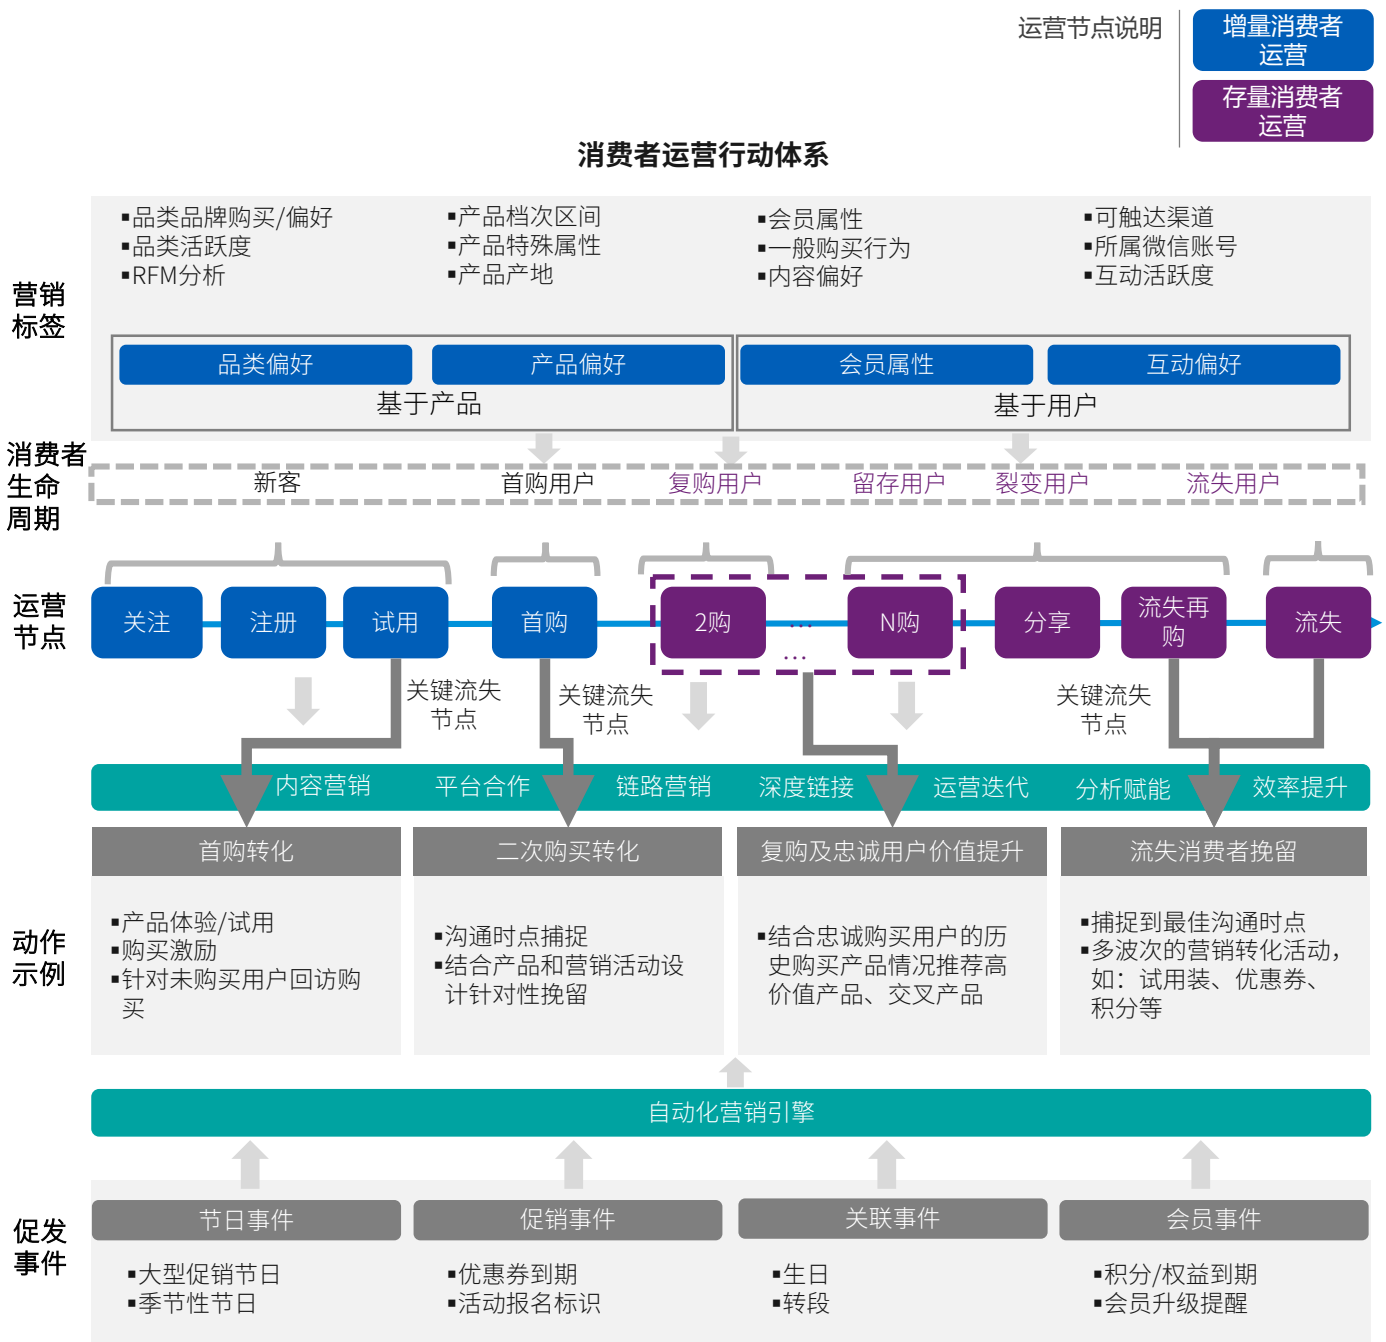 运营节点说明
增量消费者
运营
存量消费者
运营
消费者运营行动体系
营销
标签
▪品类品牌购买/偏好
▪品类活跃度
▪RFM分析
▪产品档次区间
▪产品特殊属性
▪产品产地
▪会员属性
▪一般购买行为
▪内容偏好
▪可触达渠道
▪所属微信账号
▪互动活跃度
品类偏好
产品偏好
会员属性
互动偏好
基于产品
基于用户
消费者
生命
周期
新客
首购用户
复购用户
留存用户
裂变用户
流失用户
运营
节点
关注
注册
试用
首购
2购
...
...
N购
分享
流失再
购
流失
关键流失
节点
关键流失
节点
关键流失
节点
内容营销
平台合作
链路营销
深度链接
运营迭代
分析赋能
效率提升
动作
示例
首购转化
▪产品体验/试用
▪购买激励
▪针对未购买用户回访购
买
二次购买转化
▪沟通时点捕捉
▪结合产品和营销活动设
计针对性挽留
复购及忠诚用户价值提升
▪结合忠诚购买用户的历
史购买产品情况推荐高
价值产品、交叉产品
流失消费者挽留
▪捕捉到最佳沟通时点
▪多波次的营销转化活动，
如：试用装、优惠券、
积分等
自动化营销引擎
促发
事件
节日事件
▪大型促销节日
▪季节性节日
促销事件
▪优惠券到期
▪活动报名标识
关联事件
▪生日
▪转段
会员事件
▪积分/权益到期
▪会员升级提醒